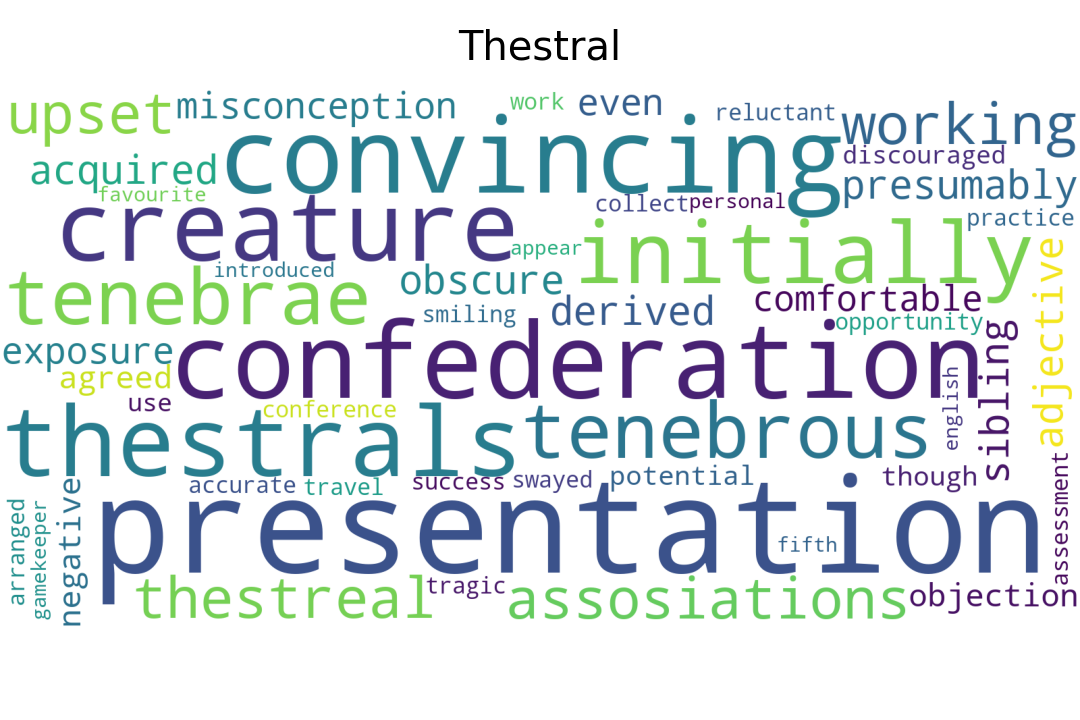 Thestral
upset misconception work even reluctant working
acquired convincing discouraged
favourite presumably
creature collect personal practice
appear initially
tenebrae introduced obscure comfortable adjective
smiling derived opportunity
exposure confederation sibling
agreed
use conference english
thestrals tenebrous
accurate travel success swayed potential though assessment
arranged gamekeeper negative presentation fifth
thestreal tragic assosiations objection